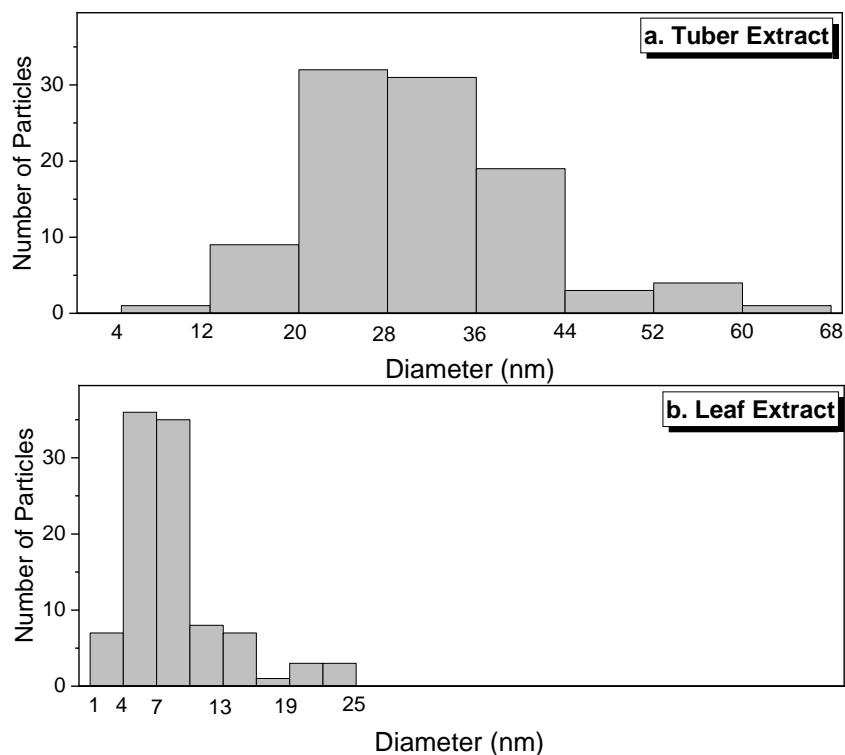 a. Tuber Extract
Number of Particles
30
20
10
0
4 12 20 28 36 44 52 60 68
Diameter (nm)
b. Leaf Extract
Number of Particles
30
20
10
0
1 4 7 13 19 25
Diameter (nm)